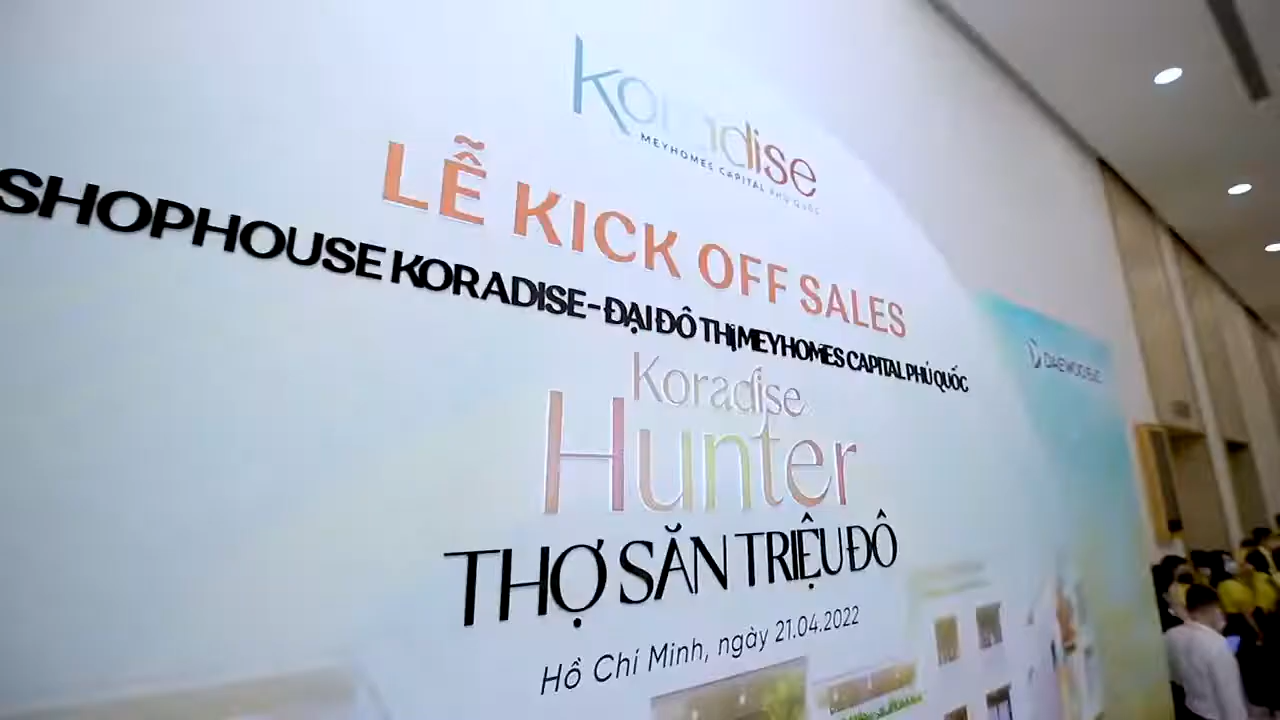 Koradise
MEYHOMES CAPITAL PHÚ QUỐC
LỄ KICK OFF SALES
SHOPHOUSE KORADISE - ĐẠI ĐÔ THỊ MEYHOMES CAPITAL PHÚ QUỐC
DAEWOO E&C
Koradise
Hunter
THỢ SĂN TRIỆU ĐÔ
Hồ Chí Minh, ngày 21.04.2022